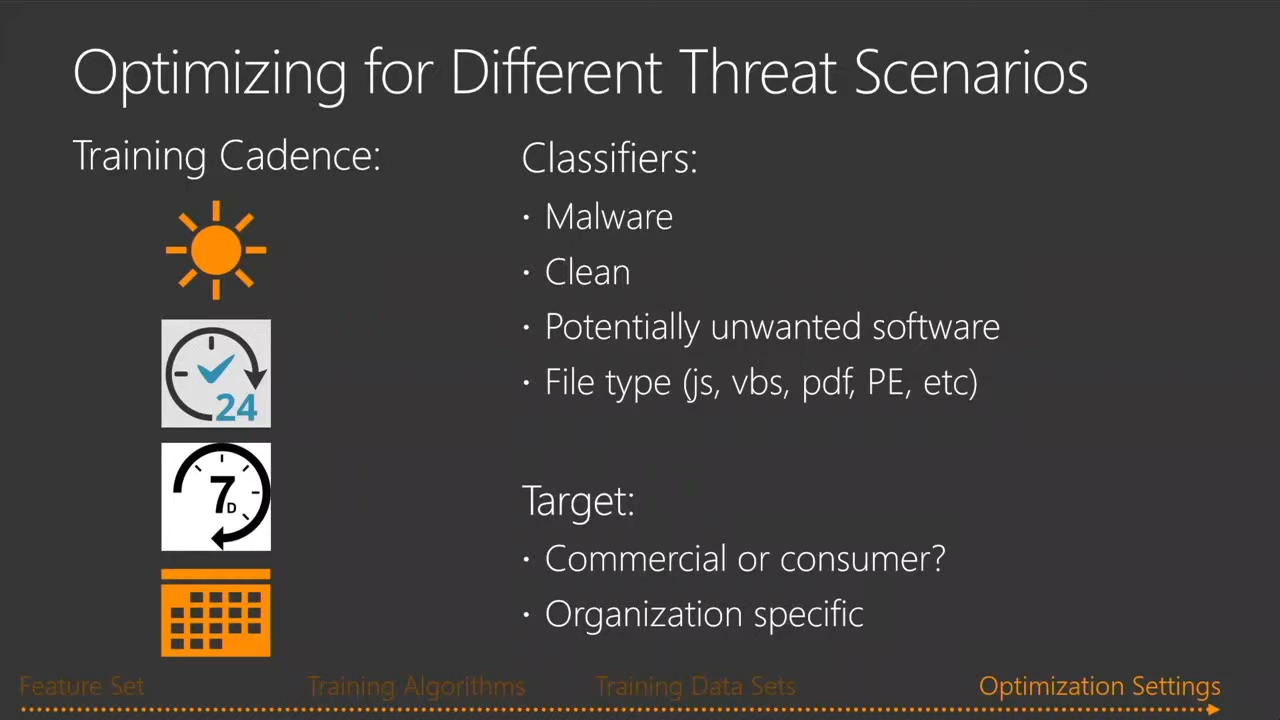 Optimizing for Different Threat Scenarios
Training Cadence:
24
7
D
Classifiers:
· Malware
· Clean
· Potentially unwanted software
· File type (js, vbs, pdf, PE, etc)
Target:
· Commercial or consumer?
· Organization specific
Feature Set
Training Algorithms
Training Data Sets
Optimization Settings